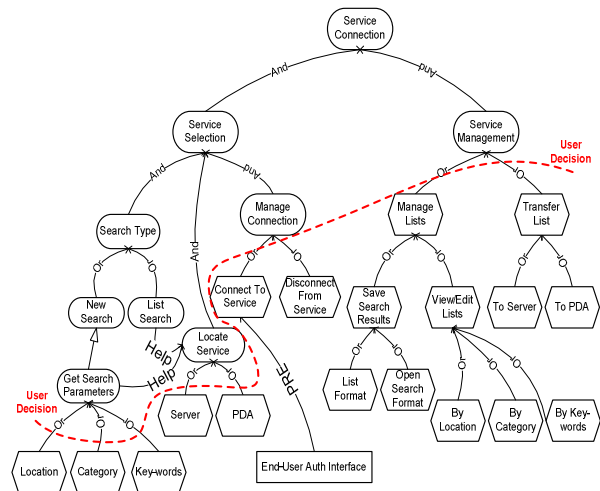 Service
Connection
And
And
Service
Selection
Service
Management
User
Decision
And
And
And
Or
Or
Search Type
Manage
Connection
Manage
Lists
Transfer
List
Or
Or
Or
Or
Or
Or
Or
Or
New
Search
List
Search
Connect To
Service
Disconnect
From
Service
Save
Search
Results
View/Edit
Lists
To Server
To PDA
Help
Locate
Service
Get Search
Parameters
Help
Or
Or
PRE
Or
Or
Or
Or
Or
List
Format
Open
Search
Format
User
Decision
Or
Or
Or
Server
PDA
By
Location
By
Category
By Key-
words
Location
Category
Key-words
End-User Auth Interface